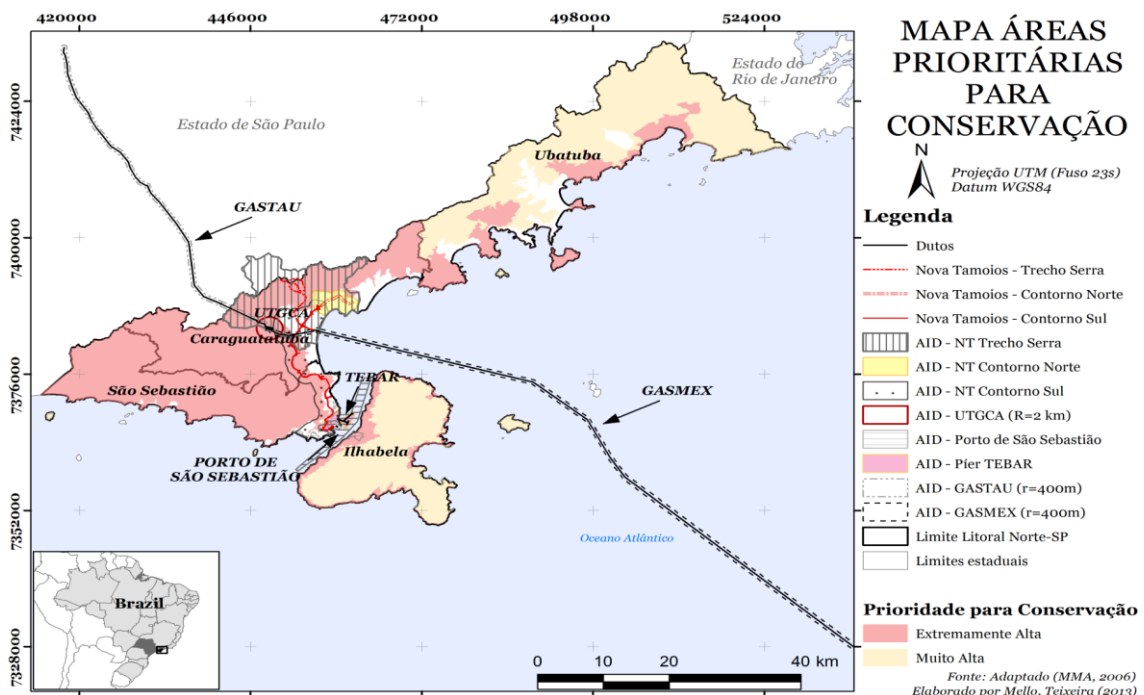 420000 446000 472000 498000 524000
7424000
7400000
7376000
7352000
7328000
Estado de São Paulo
Estado do
Rio de Janeiro
Ubatuba
GASTAU
UTGCA
Caraguatatuba
São Sebastião
TEBAR
GASMEX
Ilhabela
PORTO DE
SÃO SEBASTIÃO
Oceano Atlântico
Brazil
0 10 20 40 km
MAPA ÁREAS
PRIORITÁRIAS
PARA
CONSERVAÇÃO
N
Projeção UTM (Fuso 23s)
Datum WGS84
Legenda
Dutos
Nova Tamoios - Trecho Serra
Nova Tamoios - Contorno Norte
Nova Tamoios - Contorno Sul
AID - NT Trecho Serra
AID - NT Contorno Norte
AID - NT Contorno Sul
AID - UTGCA (R=2 km)
AID - Porto de São Sebastião
AID - Píer TEBAR
AID - GASTAU (r=400m)
AID - GASMEX (r=400m)
Limite Litoral Norte-SP
Limites estaduais
Prioridade para Conservação
Extremamente Alta
Muito Alta
Fonte: Adaptado (MMA, 2006)
Elaborado por Mello, Teixeira (2013)